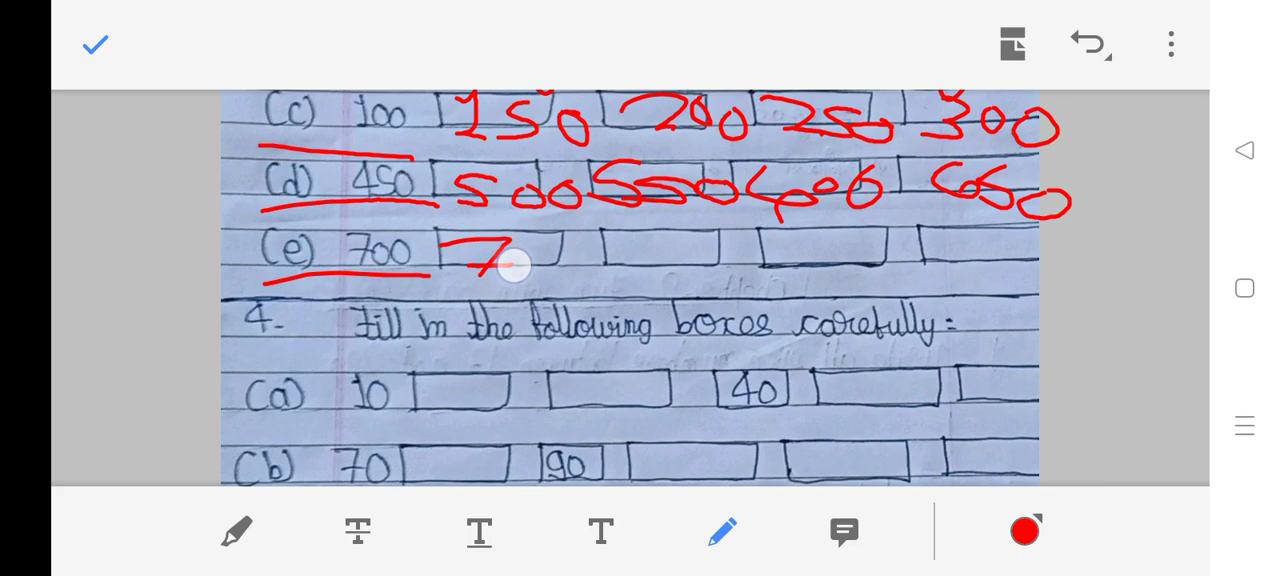 (c) 100 150 200 250 300
(d) 450 500 550 600 650
(e) 700 7
4. Fill in the following boxes carefully:
(a) 10 40
(b) 70 90
T T T